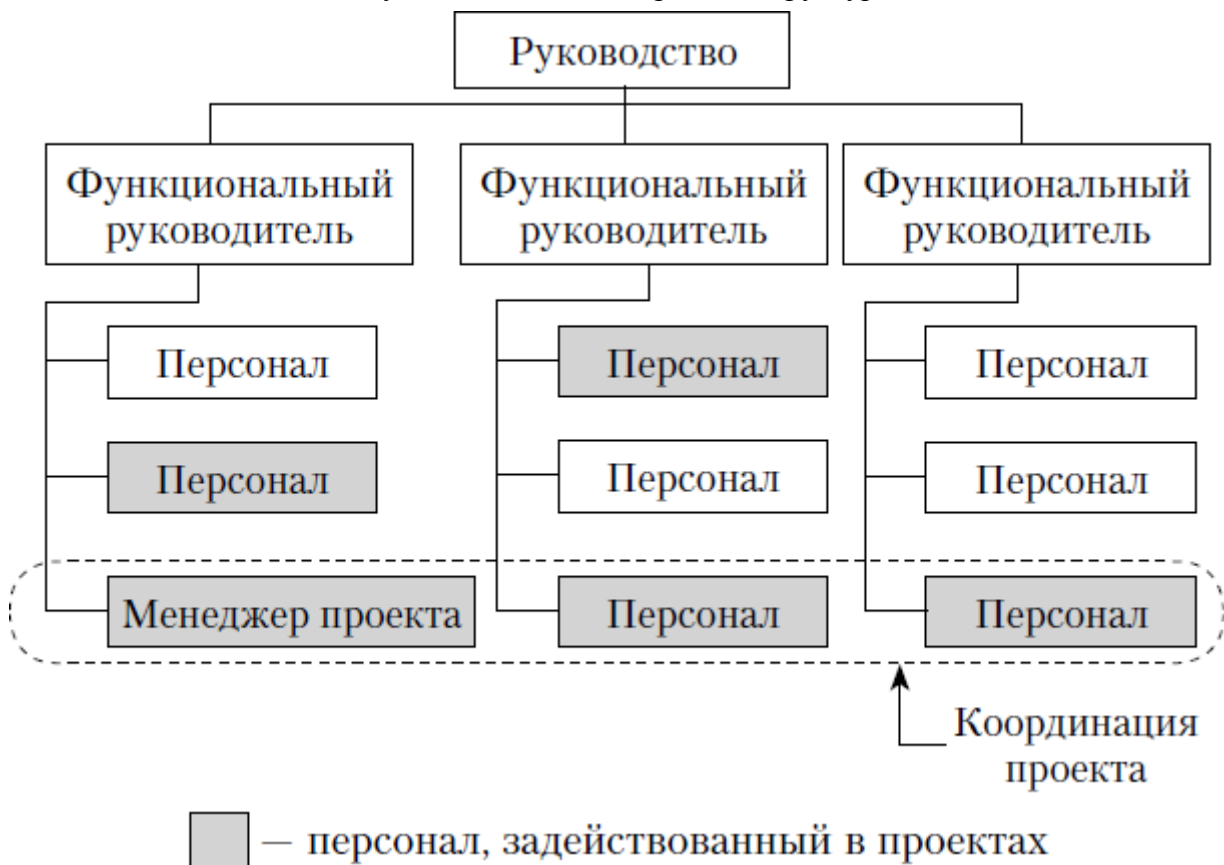 Руководство
Функциональный
руководитель
Функциональный
руководитель
Функциональный
руководитель
Персонал
Персонал
Персонал
Персонал
Персонал
Персонал
Менеджер проекта
Персонал
Персонал
Координация
проекта
— персонал, задействованный в проектах